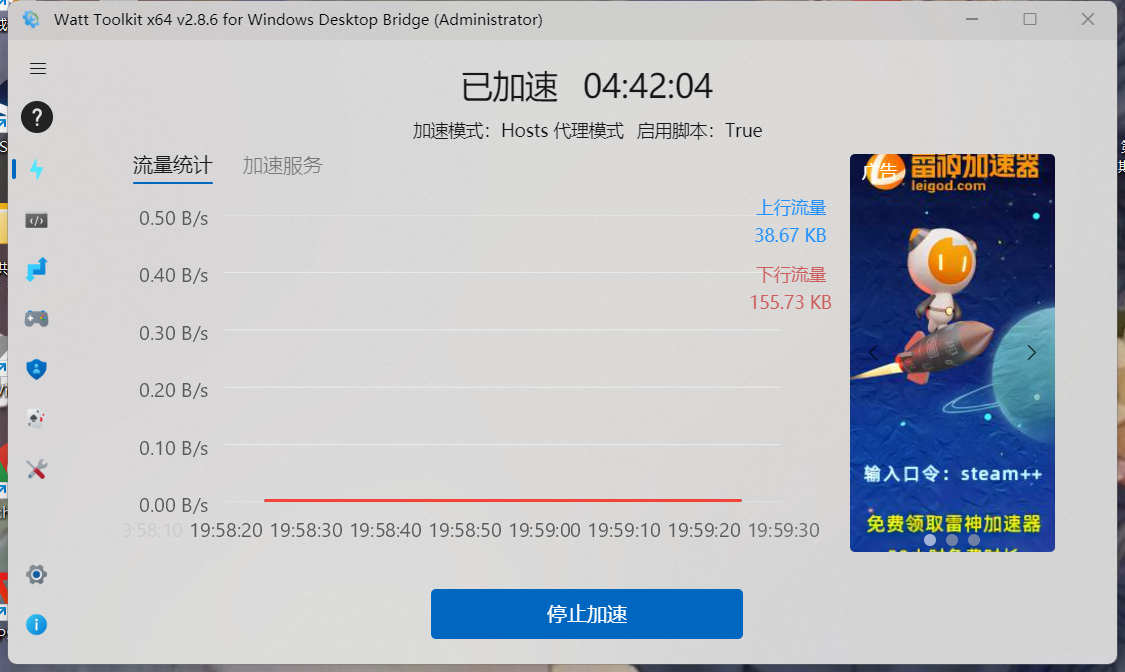 Watt Toolkit x64 v2.8.6 for Windows Desktop Bridge (Administrator)
已加速 04:42:04
加速模式：Hosts 代理模式 启用脚本：True
流量统计 加速服务
上行流量
38.67 KB
下行流量
155.73 KB
0.50 B/s
0.40 B/s
0.30 B/s
0.20 B/s
0.10 B/s
0.00 B/s
9:58:10 19:58:20 19:58:30 19:58:40 19:58:50 19:59:00 19:59:10 19:59:20 19:59:30
广告
雷神加速器
leigod.com
输入口令：steam++
免费领取雷神加速器
停止加速